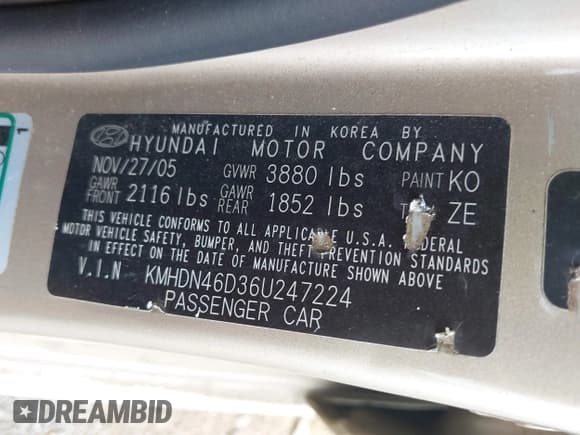 MANUFACTURED IN KOREA BY
HYUNDAI MOTOR COMPANY
NOV/27/05 GVWR 3880 lbs PAINT KO
GAWR FRONT 2116 lbs GAWR REAR 1852 lbs ZE
THIS VEHICLE CONFORMS TO ALL APPLICABLE U.S.A. FEDERAL
MOTOR VEHICLE SAFETY, BUMPER, AND THEFT PREVENTION STANDARDS
IN EFFECT ON THE DATE OF MANUFACTURE SHOWN ABOVE
V.I.N KMHDN46D36U247224
PASSENGER CAR
1
DREAMBID